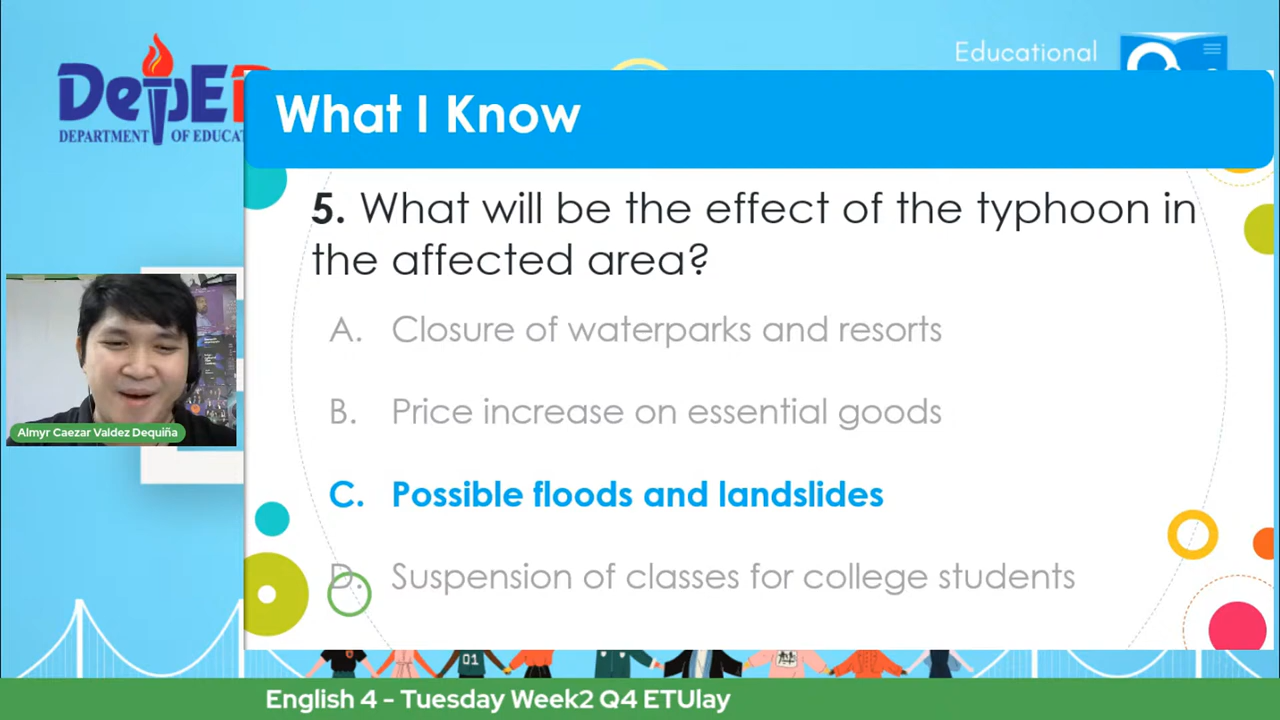 Educational
DepED
DEPARTMENT OF EDUCAT
What I Know
5. What will be the effect of the typhoon in
the affected area?
A. Closure of waterparks and resorts
B. Price increase on essential goods
C. Possible floods and landslides
D. Suspension of classes for college students
Almyr Caezar Valdez Dequiña
01
English 4 - Tuesday Week2 Q4 ETUlay